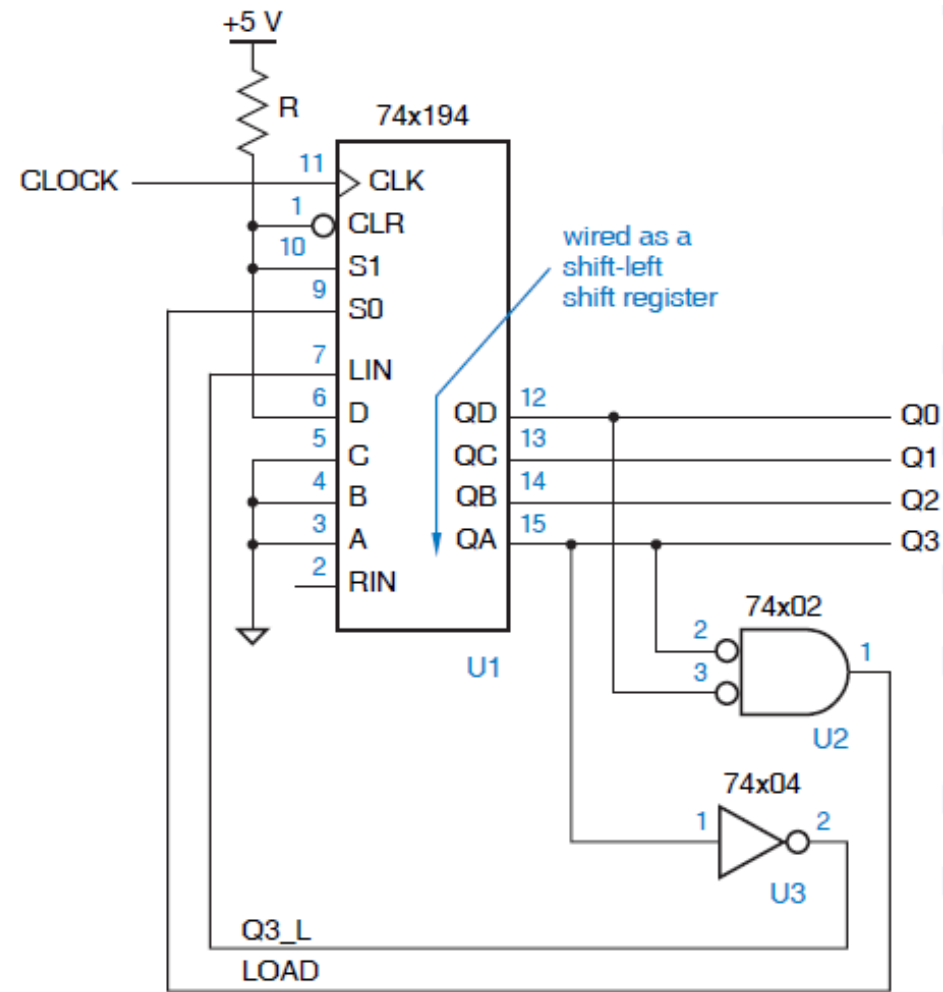 +5 V
R
74x194
CLOCK
11
CLK
1
CLR
10
S1
9
S0
wired as a
shift-left
shift register
7
LIN
6
D
QD
12
Q0
5
C
QC
13
Q1
4
B
QB
14
Q2
3
A
QA
15
Q3
2
RIN
U1
74x02
2
3
1
U2
74x04
1
2
U3
Q3_L
LOAD